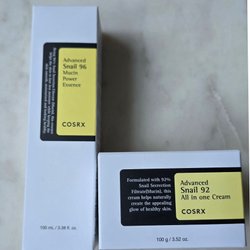 Advanced
Snail 96
Mucin
Power
Essence
COSRX
100 mL / 3.38 fl. oz.
Formulated with 92%
Snail Secretion
Filtrate(Mucin), this
cream helps naturally
create the appealing
glow of healthy skin.
Advanced
Snail 92
All in one Cream
COSRX
100 g / 3.52 oz.